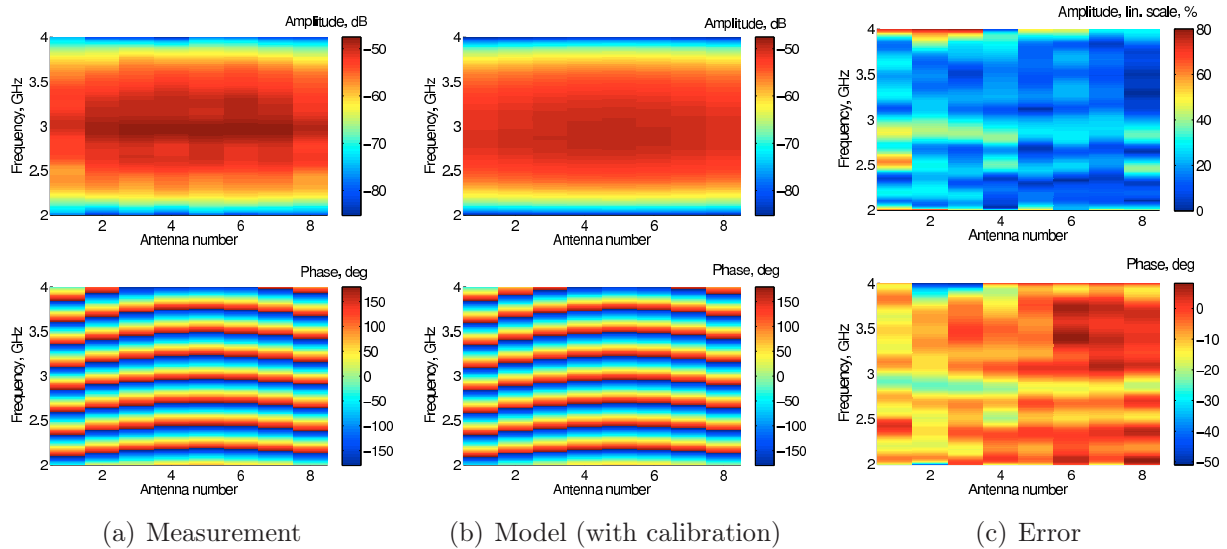 Amplitude, dB
Frequency, GHz
4
3.5
3
2.5
2
2 4 6 8
Antenna number
−50
−60
−70
−80
Amplitude, dB
Frequency, GHz
4
3.5
3
2.5
2
2 4 6 8
Antenna number
−50
−60
−70
−80
Amplitude, lin. scale, %
Frequency, GHz
4
3.5
3
2.5
2
2 4 6 8
Antenna number
80
60
40
20
0
Phase, deg
Frequency, GHz
4
3.5
3
2.5
2
2 4 6 8
Antenna number
150
100
50
0
−50
−100
−150
Phase, deg
Frequency, GHz
4
3.5
3
2.5
2
2 4 6 8
Antenna number
150
100
50
0
−50
−100
−150
Phase, deg
Frequency, GHz
4
3.5
3
2.5
2
2 4 6 8
Antenna number
0
−10
−20
−30
−40
−50
(a) Measurement
(b) Model (with calibration)
(c) Error